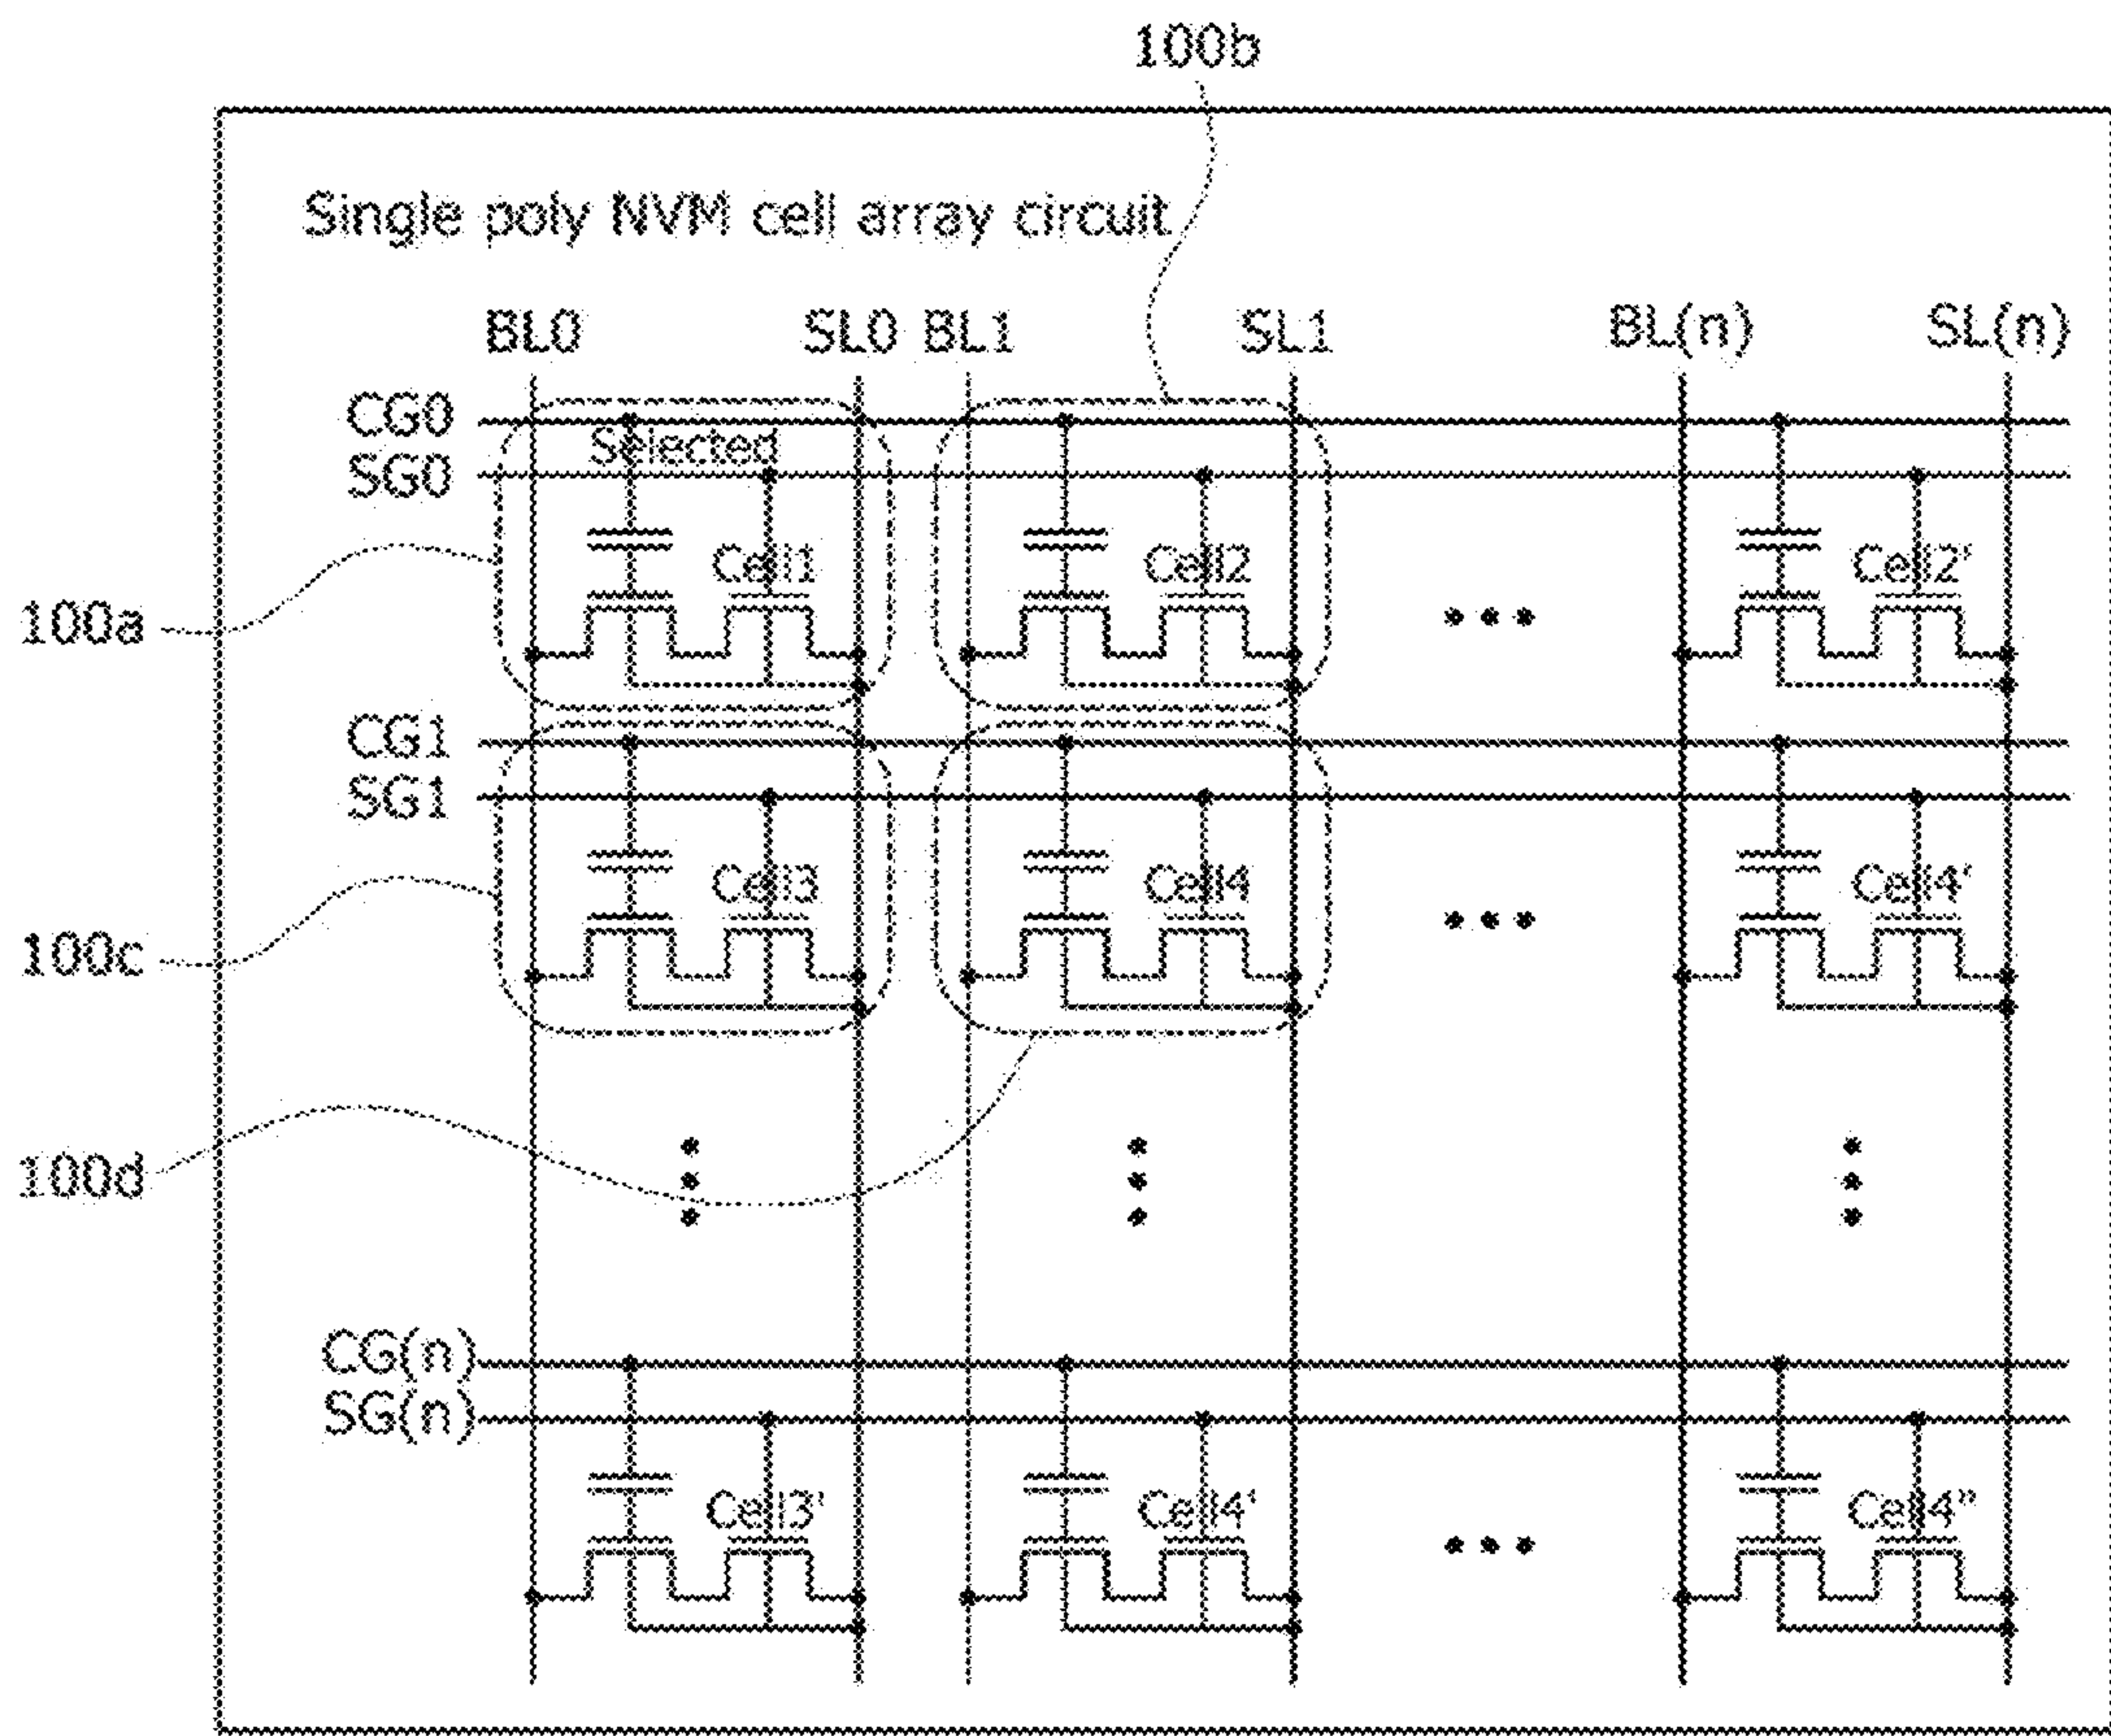 100b
Single poly NVM cell array circuit
BL0 SL0 BL1 SL1 BL(n) SL(n)
CG0
Selected
SG0
Cell1 Cell2 Cell2'
100a
CG1
SG1
Cell3 Cell4 Cell4'
100c
100d
CG(n)
SG(n)
Cell3' Cell4' Cell4"